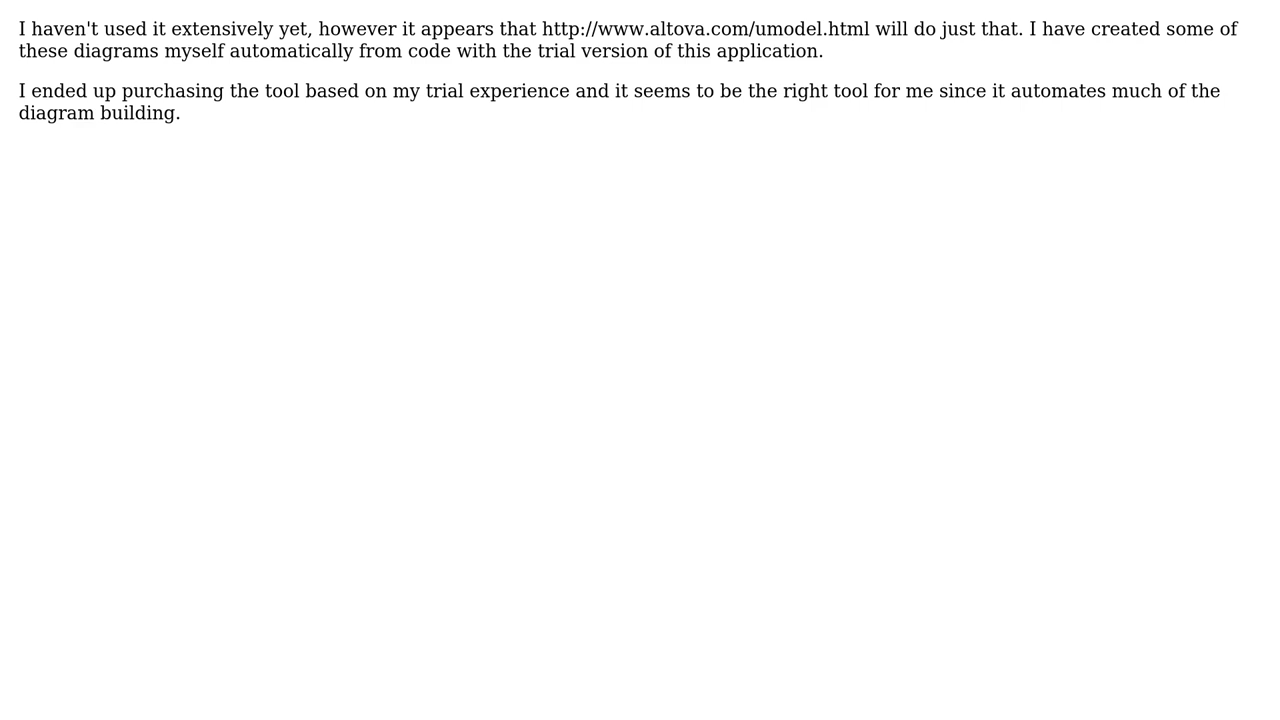 I haven't used it extensively yet, however it appears that http://www.altova.com/umodel.html will do just that. I have created some of
these diagrams myself automatically from code with the trial version of this application.
I ended up purchasing the tool based on my trial experience and it seems to be the right tool for me since it automates much of the
diagram building.